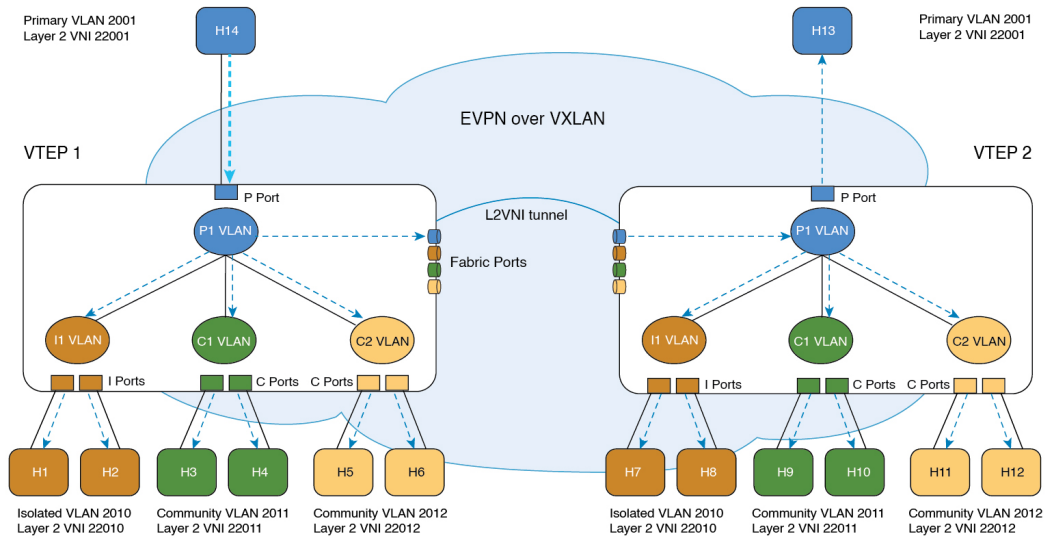 Primary VLAN 2001
Layer 2 VNI 22001
H14
H13
Primary VLAN 2001
Layer 2 VNI 22001
EVPN over VXLAN
VTEP 1
VTEP 2
P Port
P Port
L2VNI tunnel
P1 VLAN
P1 VLAN
Fabric Ports
I1 VLAN
C1 VLAN
C2 VLAN
I1 VLAN
C1 VLAN
C2 VLAN
I Ports
C Ports
C Ports
I Ports
C Ports
C Ports
H1
H2
H3
H4
H5
H6
H7
H8
H9
H10
H11
H12
Isolated VLAN 2010
Layer 2 VNI 22010
Community VLAN 2011
Layer 2 VNI 22011
Community VLAN 2012
Layer 2 VNI 22012
Isolated VLAN 2010
Layer 2 VNI 22010
Community VLAN 2011
Layer 2 VNI 22011
Community VLAN 2012
Layer 2 VNI 22012